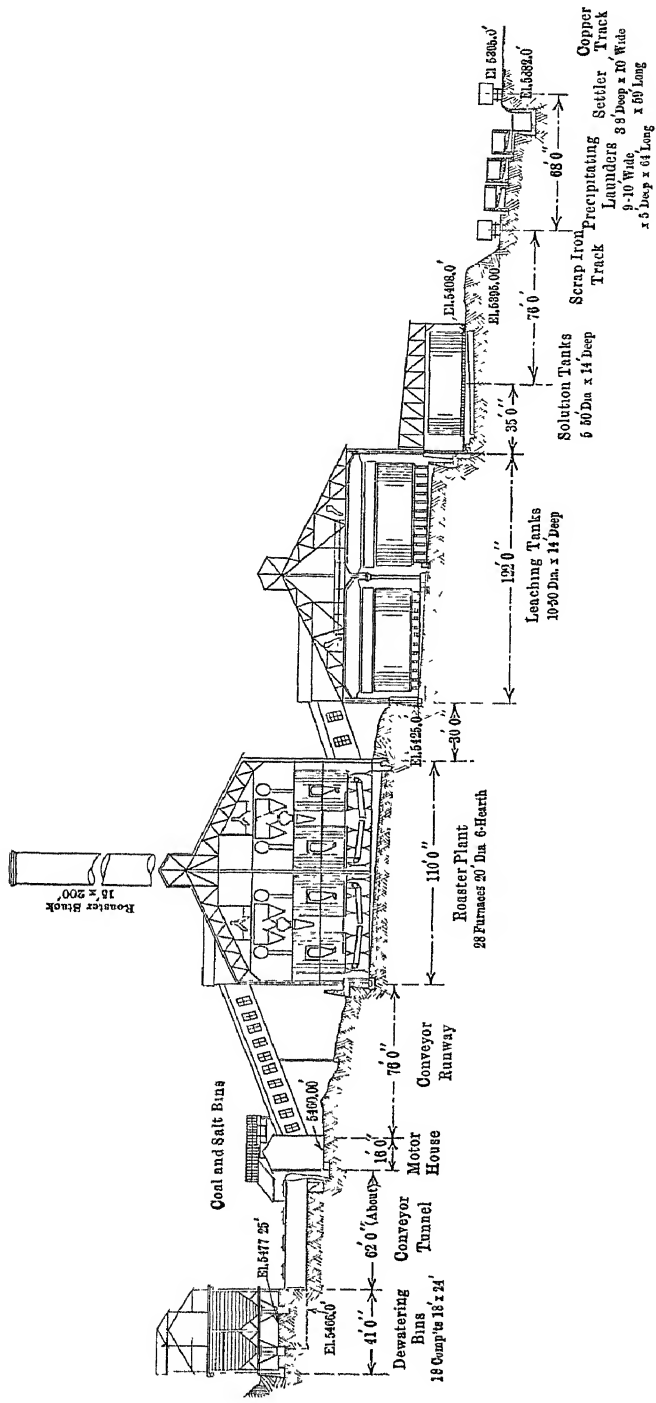 Roaster Stack
15' x 200'
Coal and Salt Bins
El.5477 25'
El.5466.0'
41'0"
Dewatering
Bins
18 Comp'ts 18' x 24'
62'0" (About)
Conveyor
Tunnel
5460.00'
16'0"
Motor
House
76'0"
Conveyor
Runway
110'0"
Roaster Plant
28 Furnaces 20' Dia 6-Hearth
El.5425.0
30 0
122'0"
Leaching Tanks
10-50 Dia. x 14' Deep
35'0"
Solution Tanks
5 50' Dia x 14' Deep
El.5408.0'
El.5395.00'
76'0"
Scrap Iron
Track
68'0"
Precipitating
Launders
9-10' Wide
x 5' Deep x 64' Long
Settler
3 8' Deep x 10' Wide
x 59' Long
Copper
Track
El 5395.0'
El.5382.0'